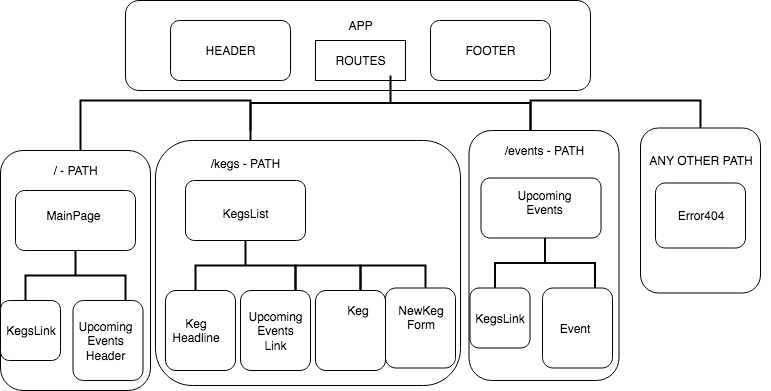 APP
HEADER
ROUTES
FOOTER
/ - PATH
MainPage
KegsLink
Upcoming
Events
Header
/kegs - PATH
KegsList
Keg
Headline
Upcoming
Events
Link
Keg
NewKeg
Form
/events - PATH
Upcoming
Events
KegsLink
Event
ANY OTHER PATH
Error404